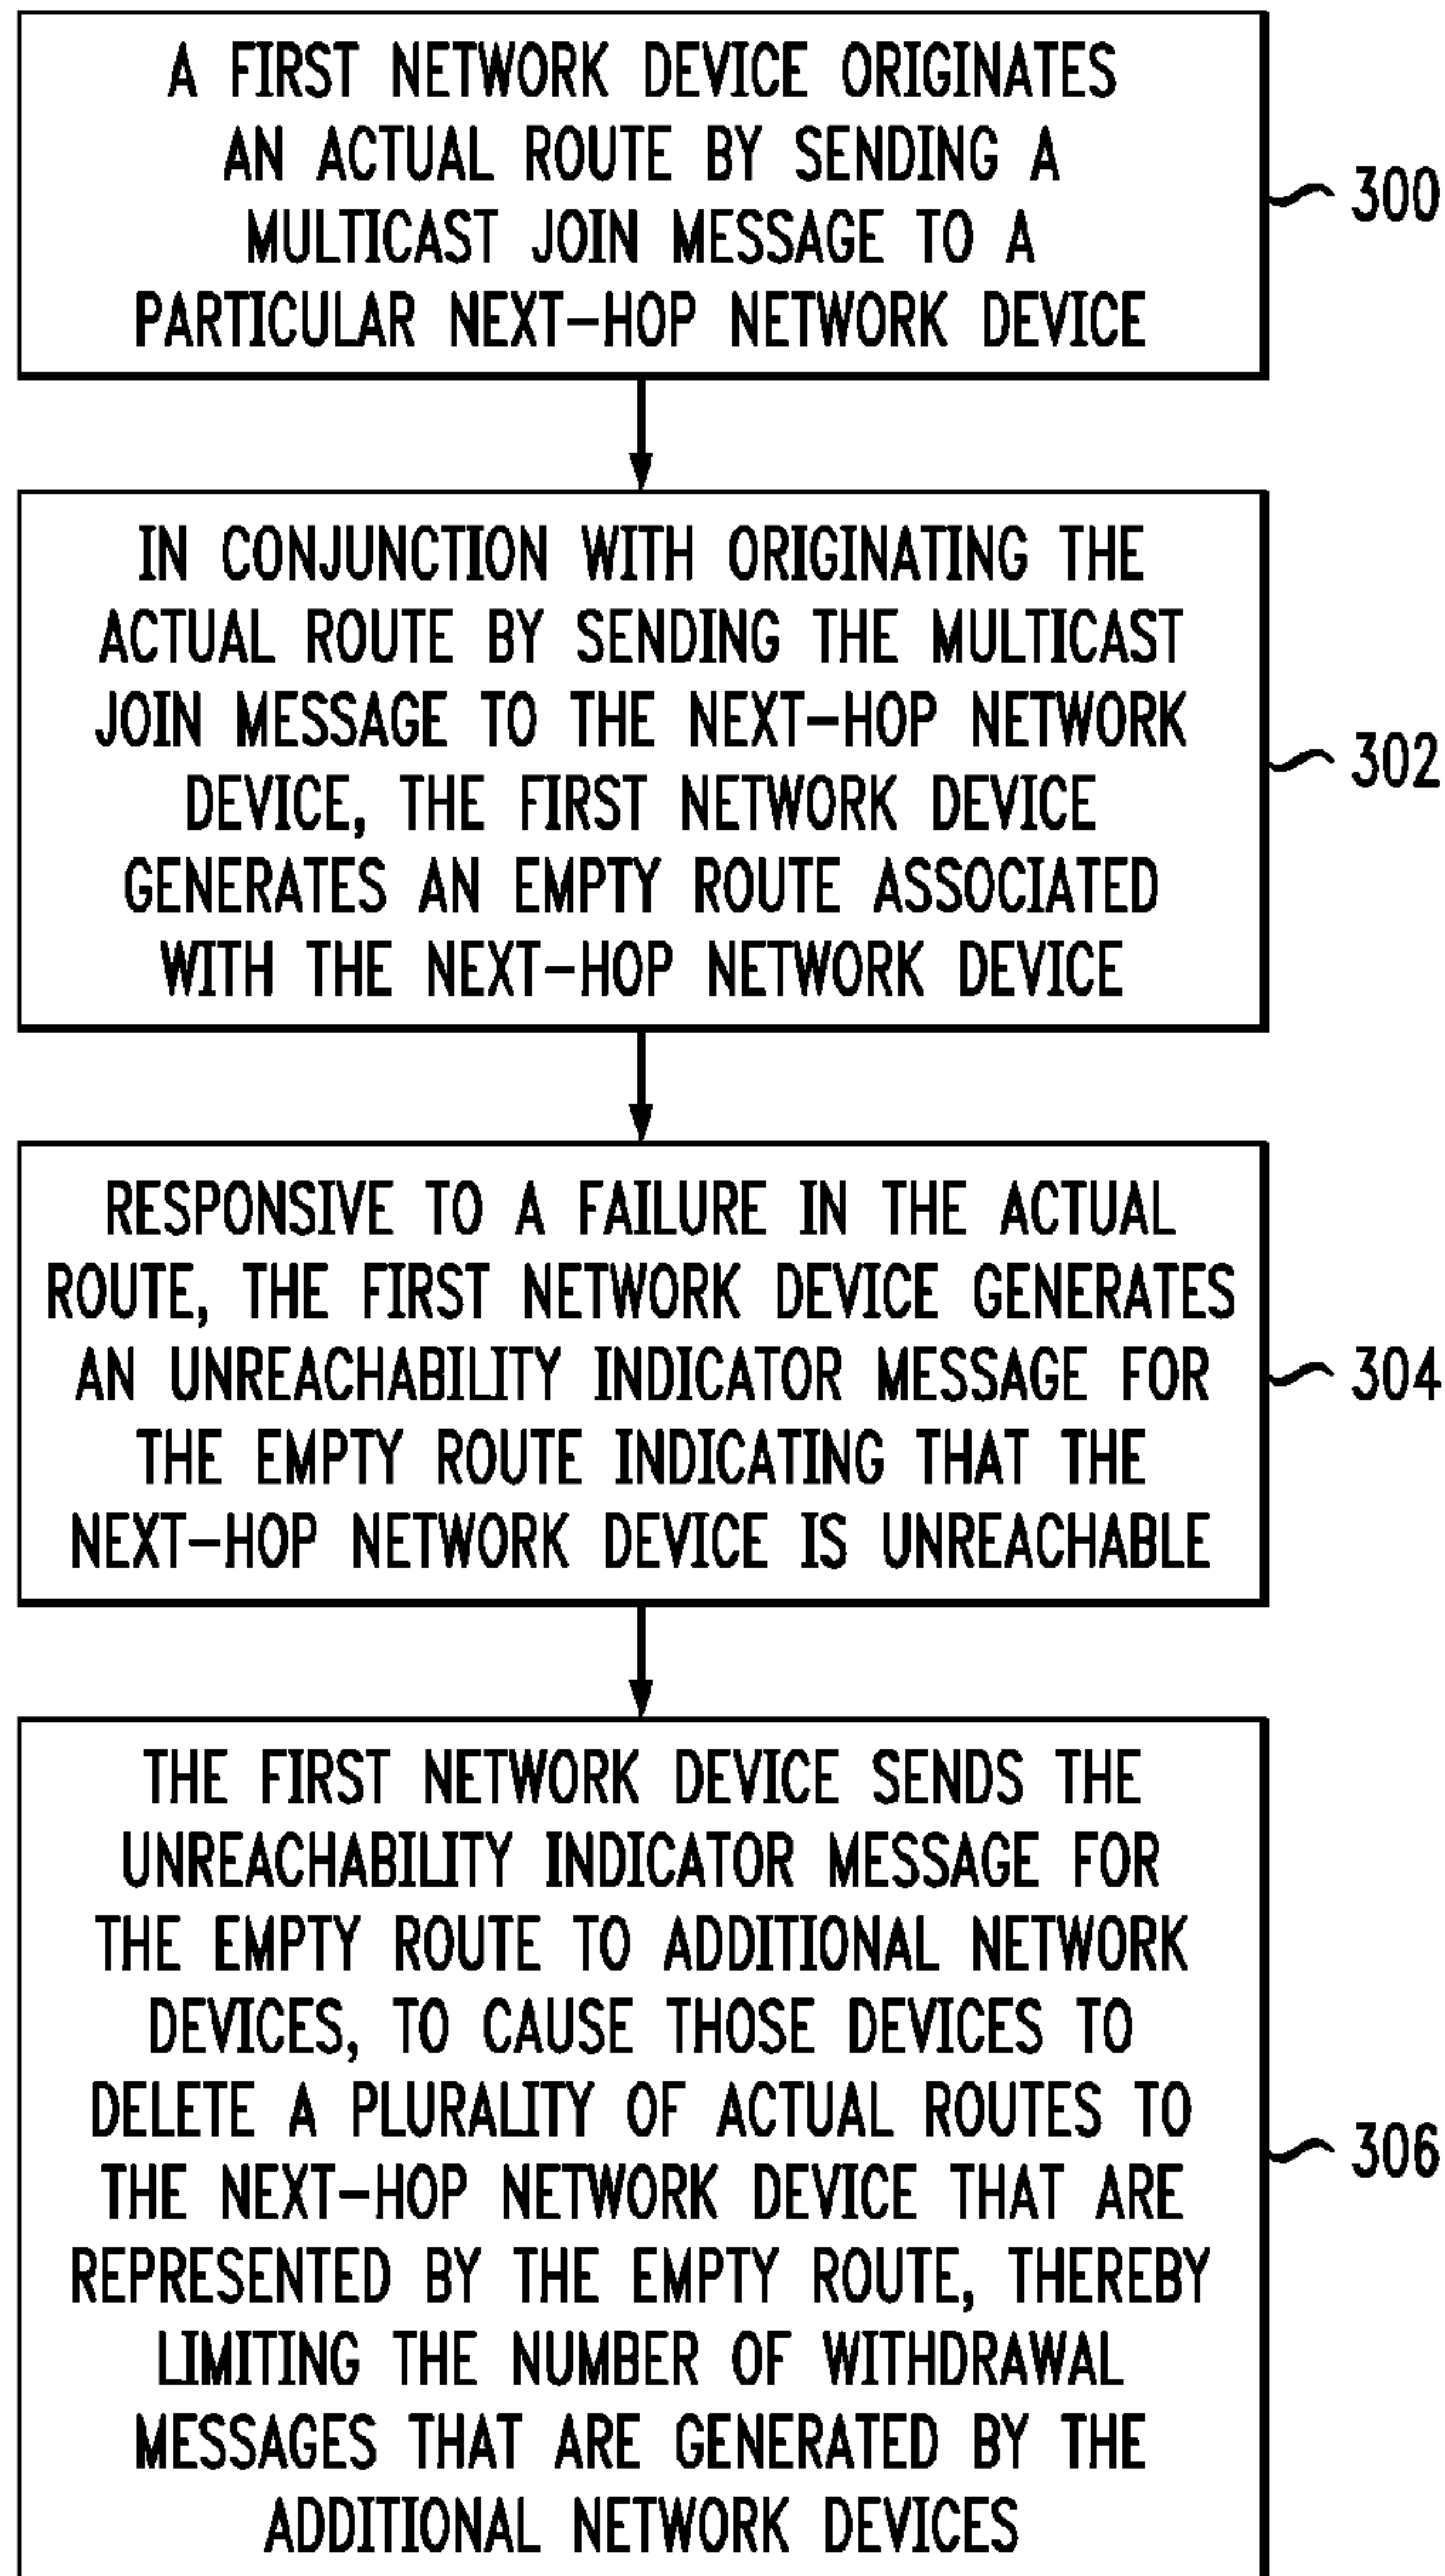 A FIRST NETWORK DEVICE ORIGINATES
AN ACTUAL ROUTE BY SENDING A
MULTICAST JOIN MESSAGE TO A
PARTICULAR NEXT-HOP NETWORK DEVICE
300
IN CONJUNCTION WITH ORIGINATING THE
ACTUAL ROUTE BY SENDING THE MULTICAST
JOIN MESSAGE TO THE NEXT-HOP NETWORK
DEVICE, THE FIRST NETWORK DEVICE
GENERATES AN EMPTY ROUTE ASSOCIATED
WITH THE NEXT-HOP NETWORK DEVICE
302
RESPONSIVE TO A FAILURE IN THE ACTUAL
ROUTE, THE FIRST NETWORK DEVICE GENERATES
AN UNREACHABILITY INDICATOR MESSAGE FOR
THE EMPTY ROUTE INDICATING THAT THE
NEXT-HOP NETWORK DEVICE IS UNREACHABLE
304
THE FIRST NETWORK DEVICE SENDS THE
UNREACHABILITY INDICATOR MESSAGE FOR
THE EMPTY ROUTE TO ADDITIONAL NETWORK
DEVICES, TO CAUSE THOSE DEVICES TO
DELETE A PLURALITY OF ACTUAL ROUTES TO
THE NEXT-HOP NETWORK DEVICE THAT ARE
REPRESENTED BY THE EMPTY ROUTE, THEREBY
LIMITING THE NUMBER OF WITHDRAWAL
MESSAGES THAT ARE GENERATED BY THE
ADDITIONAL NETWORK DEVICES
306